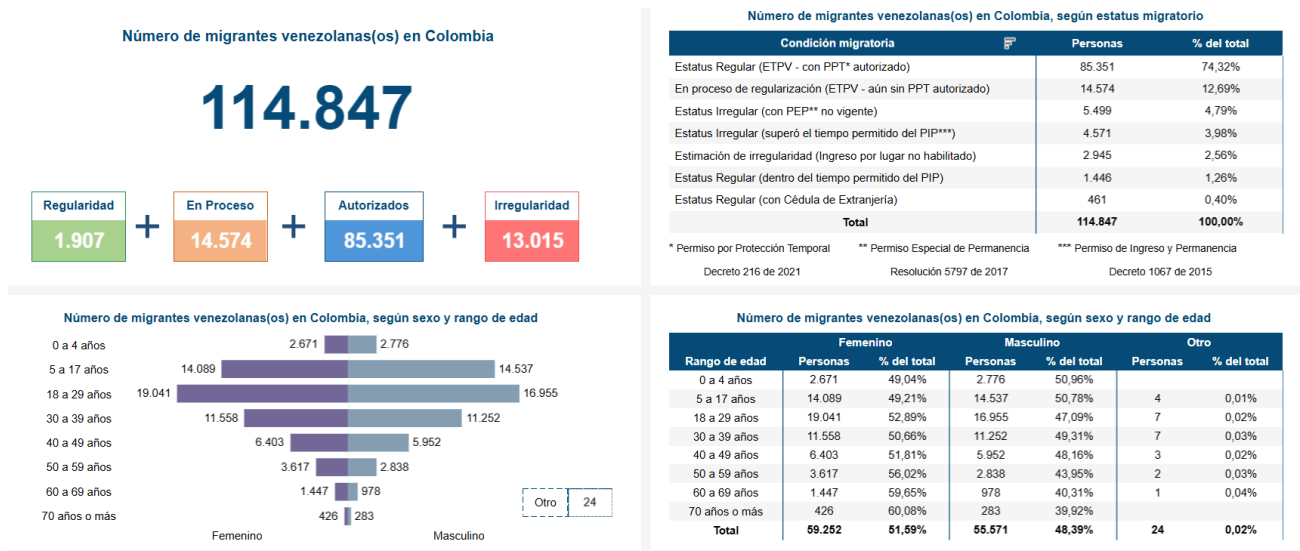 Número de migrantes venezolanas(os) en Colombia
114.847
Regularidad
1.907
+
En Proceso
14.574
+
Autorizados
85.351
+
Irregularidad
13.015
Número de migrantes venezolanas(os) en Colombia, según estatus migratorio
Condición migratoria Personas % del total
Estatus Regular (ETPV - con PPT* autorizado) 85.351 74,32%
En proceso de regularización (ETPV - aún sin PPT autorizado) 14.574 12,69%
Estatus Irregular (con PEP** no vigente) 5.499 4,79%
Estatus Irregular (superó el tiempo permitido del PIP***) 4.571 3,98%
Estimación de irregularidad (Ingreso por lugar no habilitado) 2.945 2,56%
Estatus Regular (dentro del tiempo permitido del PIP) 1.446 1,26%
Estatus Regular (con Cédula de Extranjería) 461 0,40%
Total 114.847 100,00%
* Permiso por Protección Temporal ** Permiso Especial de Permanencia *** Permiso de Ingreso y Permanencia
Decreto 216 de 2021 Resolución 5797 de 2017 Decreto 1067 de 2015
Número de migrantes venezolanas(os) en Colombia, según sexo y rango de edad
0 a 4 años 2.671 2.776
5 a 17 años 14.089 14.537
18 a 29 años 19.041 16.955
30 a 39 años 11.558 11.252
40 a 49 años 6.403 5.952
50 a 59 años 3.617 2.838
60 a 69 años 1.447 978
70 años o más 426 283
Femenino Masculino
Otro 24
Número de migrantes venezolanas(os) en Colombia, según sexo y rango de edad
Femenino Masculino Otro
Rango de edad Personas % del total Personas % del total Personas % del total
0 a 4 años 2.671 49,04% 2.776 50,96%
5 a 17 años 14.089 49,21% 14.537 50,78% 4 0,01%
18 a 29 años 19.041 52,89% 16.955 47,09% 7 0,02%
30 a 39 años 11.558 50,66% 11.252 49,31% 7 0,03%
40 a 49 años 6.403 51,81% 5.952 48,16% 3 0,02%
50 a 59 años 3.617 56,02% 2.838 43,95% 2 0,03%
60 a 69 años 1.447 59,65% 978 40,31% 1 0,04%
70 años o más 426 60,08% 283 39,92%
Total 59.252 51,59% 55.571 48,39% 24 0,02%